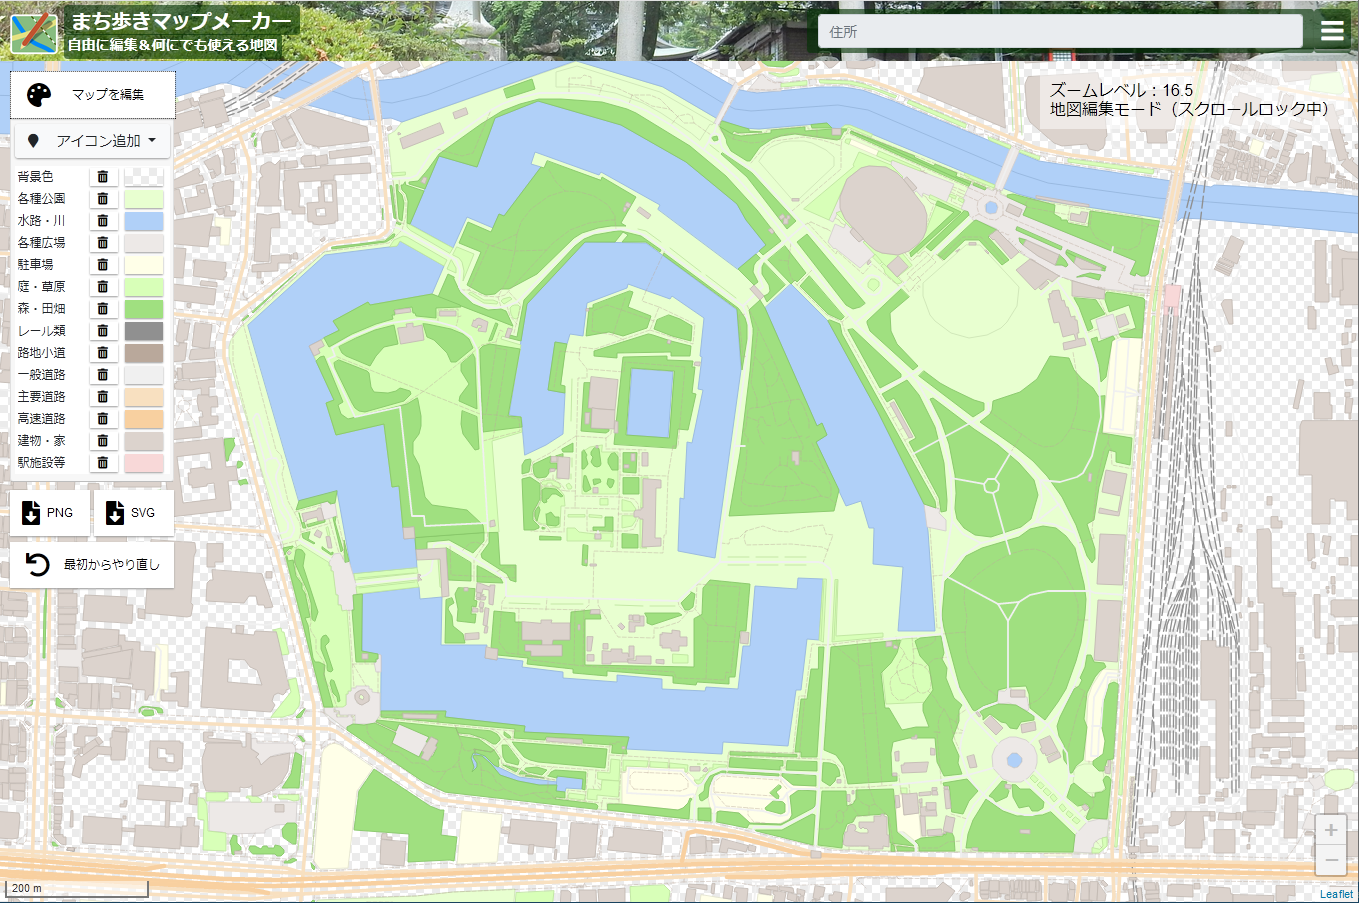 まち歩きマップメーカー
自由に編集＆何にでも使える地図
住所
マップを編集
アイコン追加
ズームレベル : 16.5
地図編集モード（スクロールロック中）
背景色
各種公園
水路・川
各種広場
駐車場
庭・草原
森・田畑
レール類
路地小道
一般道路
主要道路
高速道路
建物・家
駅施設等
PNG
SVG
最初からやり直し
+
−
200 m
Leaflet